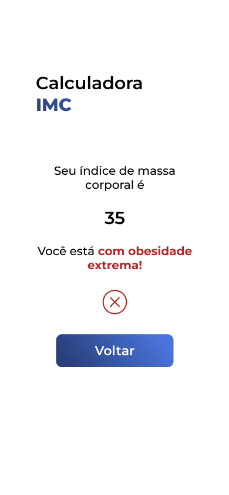 Calculadora
IMC
Seu índice de massa
corporal é
35
Você está com obesidade
extrema!
Voltar